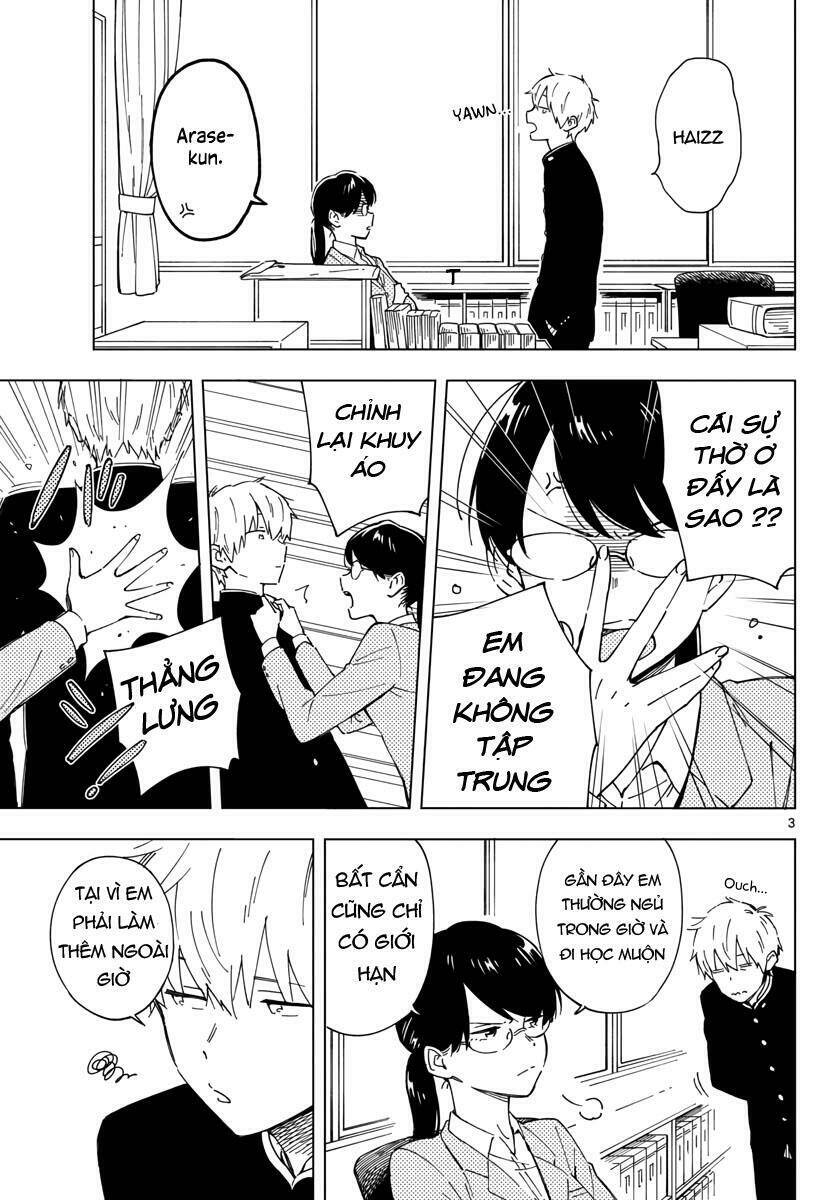 HAIZZ
YAWN...
Arase-
kun.
CÁI SỰ
THỜ Ơ
ĐẤY LÀ
SAO ??
EM
ĐANG
KHÔNG
TẬP
TRUNG
CHỈNH
LẠI KHUY
ÁO
THẲNG
LƯNG
3
Ouch...
GẦN ĐÂY EM
THƯỜNG NGỦ
TRONG GIỜ VÀ
ĐI HỌC MUỘN
BẤT CẨN
CŨNG CHỈ
CÓ GIỚI
HẠN
TẠI VÌ EM
PHẢI LÀM
THÊM NGOÀI
GIỜ